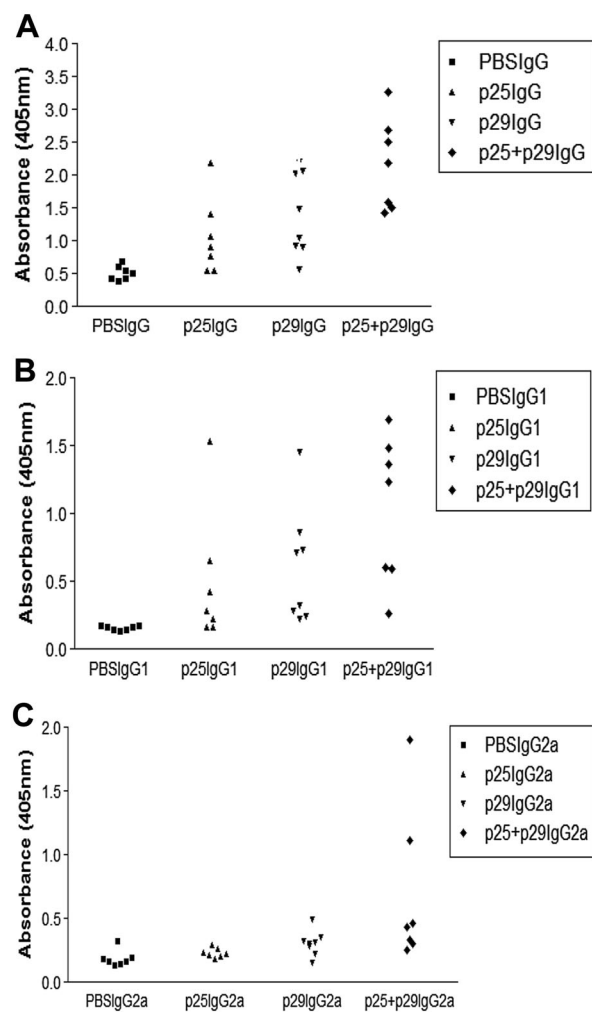 A
Absorbance (405nm)
4.0
3.5
3.0
2.5
2.0
1.5
1.0
0.5
0.0
PBSIgG p25IgG p29IgG p25+p29IgG
PBSIgG
p25IgG
p29IgG
p25+p29IgG
B
Absorbance (405nm)
2.0
1.5
1.0
0.5
0.0
PBSIgG1 p25IgG1 p29IgG1 p25+p29IgG1
PBSIgG1
p25IgG1
p29IgG1
p25+p29IgG1
C
Absorbance (405nm)
2.0
1.5
1.0
0.5
0.0
PBSIgG2a p25IgG2a p29IgG2a p25+p29IgG2a
PBSIgG2a
p25IgG2a
p29IgG2a
p25+p29IgG2a